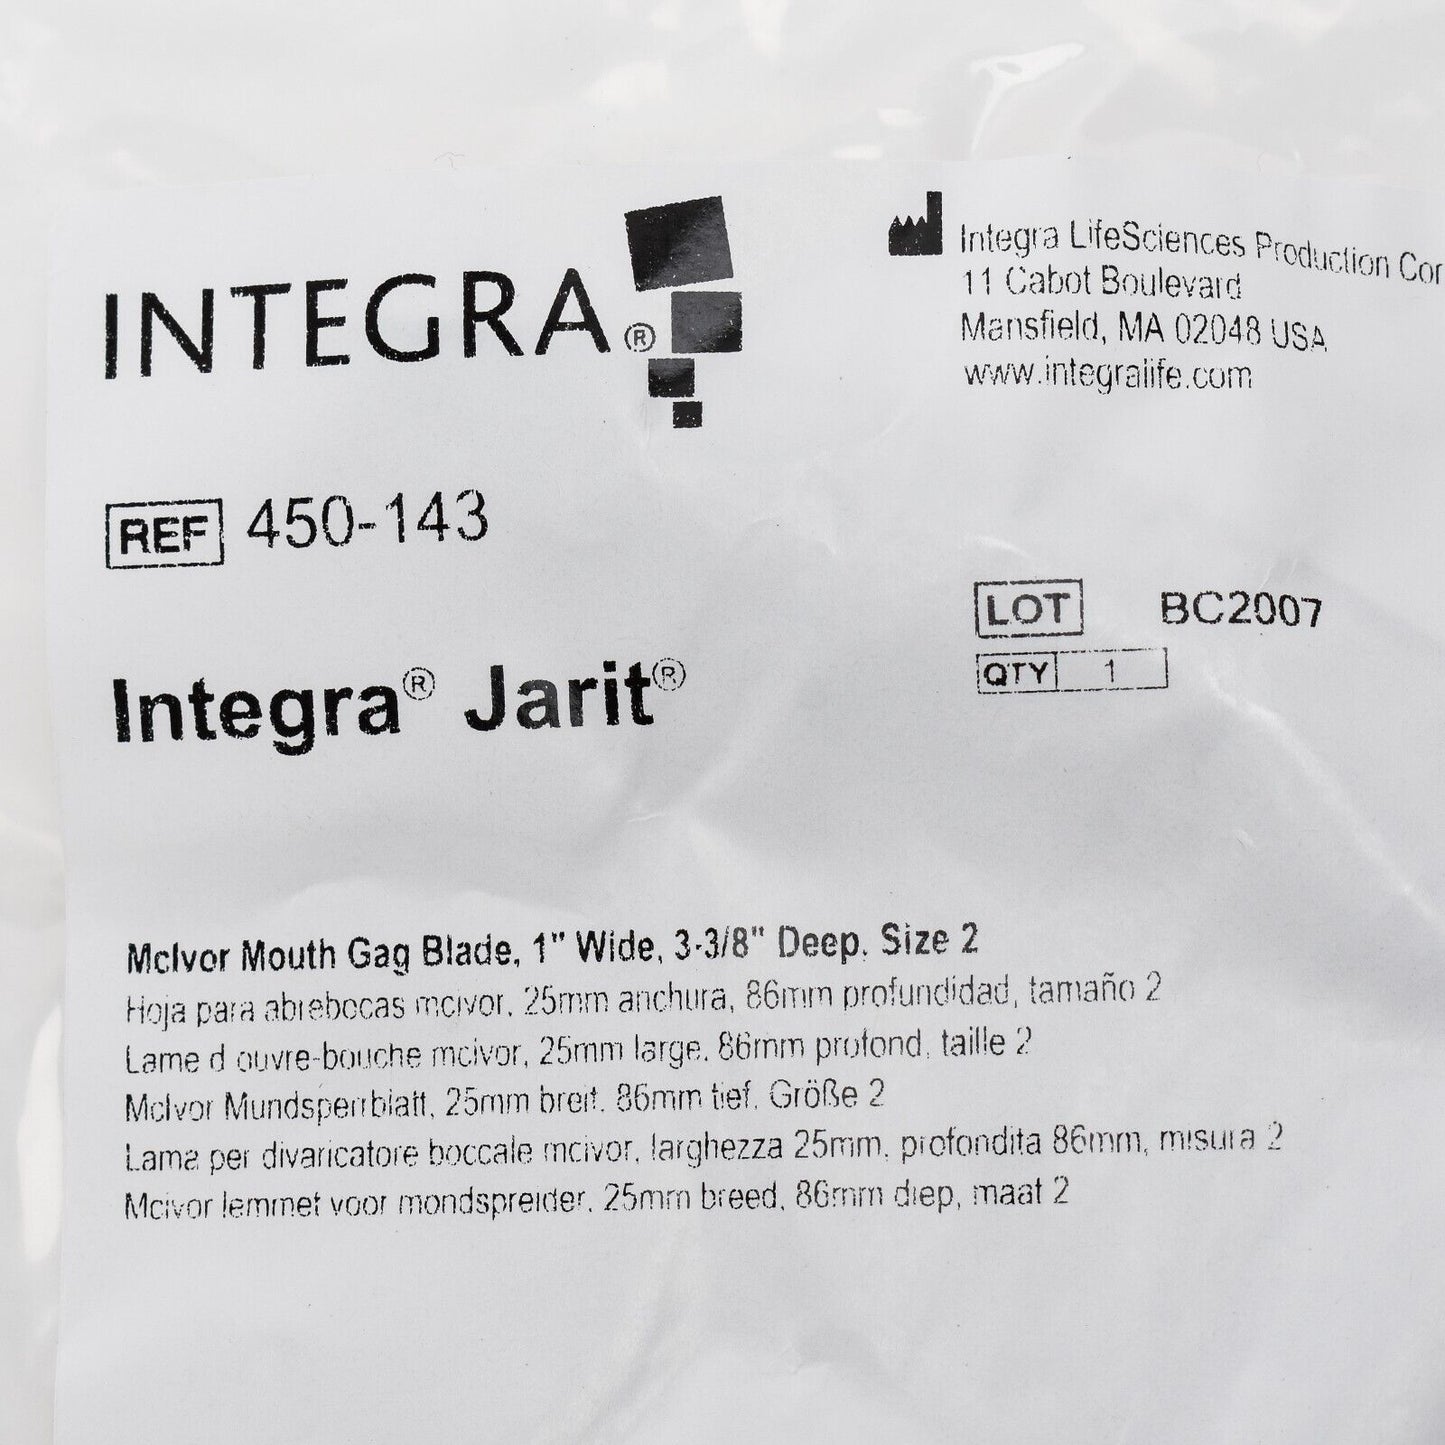 INTEGRA®
Integra LifeSciences Production Cor
11 Cabot Boulevard
Mansfield, MA 02048 USA
www.integralife.com
REF 450-143
LOT BC2007
QTY 1
Integra® Jarit®
McIvor Mouth Gag Blade, 1" Wide, 3-3/8" Deep, Size 2
Hoja para abrebocas mcivor, 25mm anchura, 86mm profundidad, tamaño 2
Lame d ouvre-bouche mcivor, 25mm large, 86mm profond, taille 2
McIvor Mundsperrblatt, 25mm breit, 86mm tief, Größe 2
Lama per divaricatore boccale mcivor, larghezza 25mm, profondita 86mm, misura 2
Mcivor lemmet voor mondspreider, 25mm breed, 86mm diep, maat 2